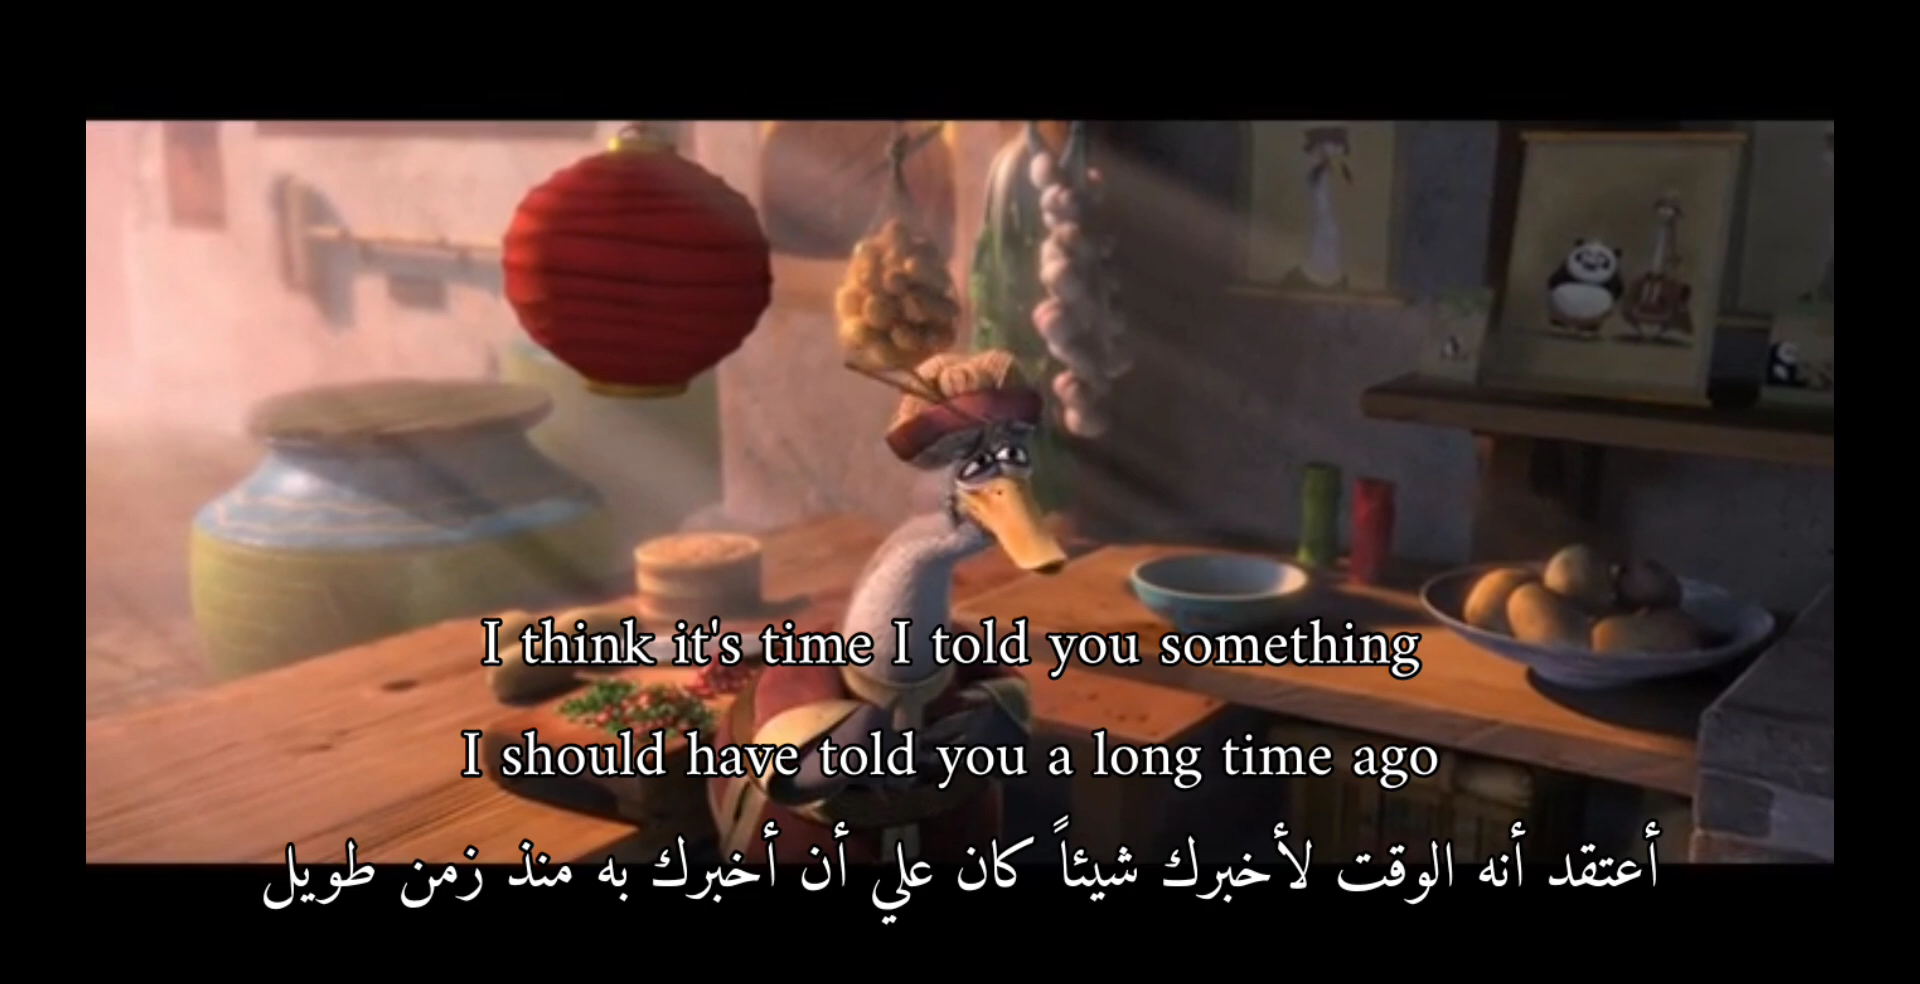 I think it's time I told you something
I should have told you a long time ago
أعتقد أنه الوقت لأخبرك شيئاً كان علي أن أخبرك به منذ زمن طويل